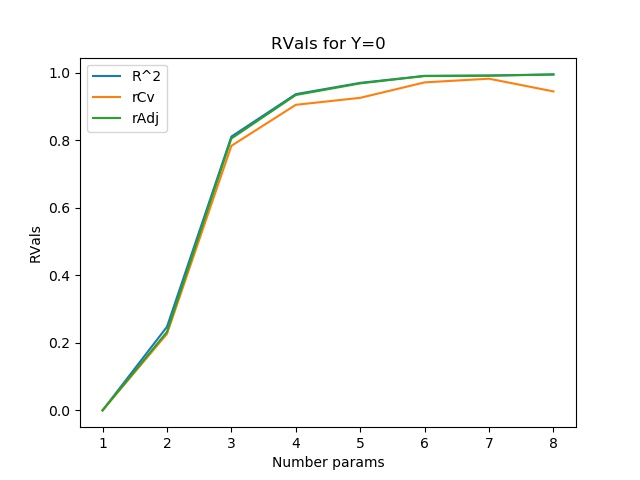 RVals for Y=0
R^2
rCv
rAdj
RVals
1.0
0.8
0.6
0.4
0.2
0.0
1 2 3 4 5 6 7 8
Number params